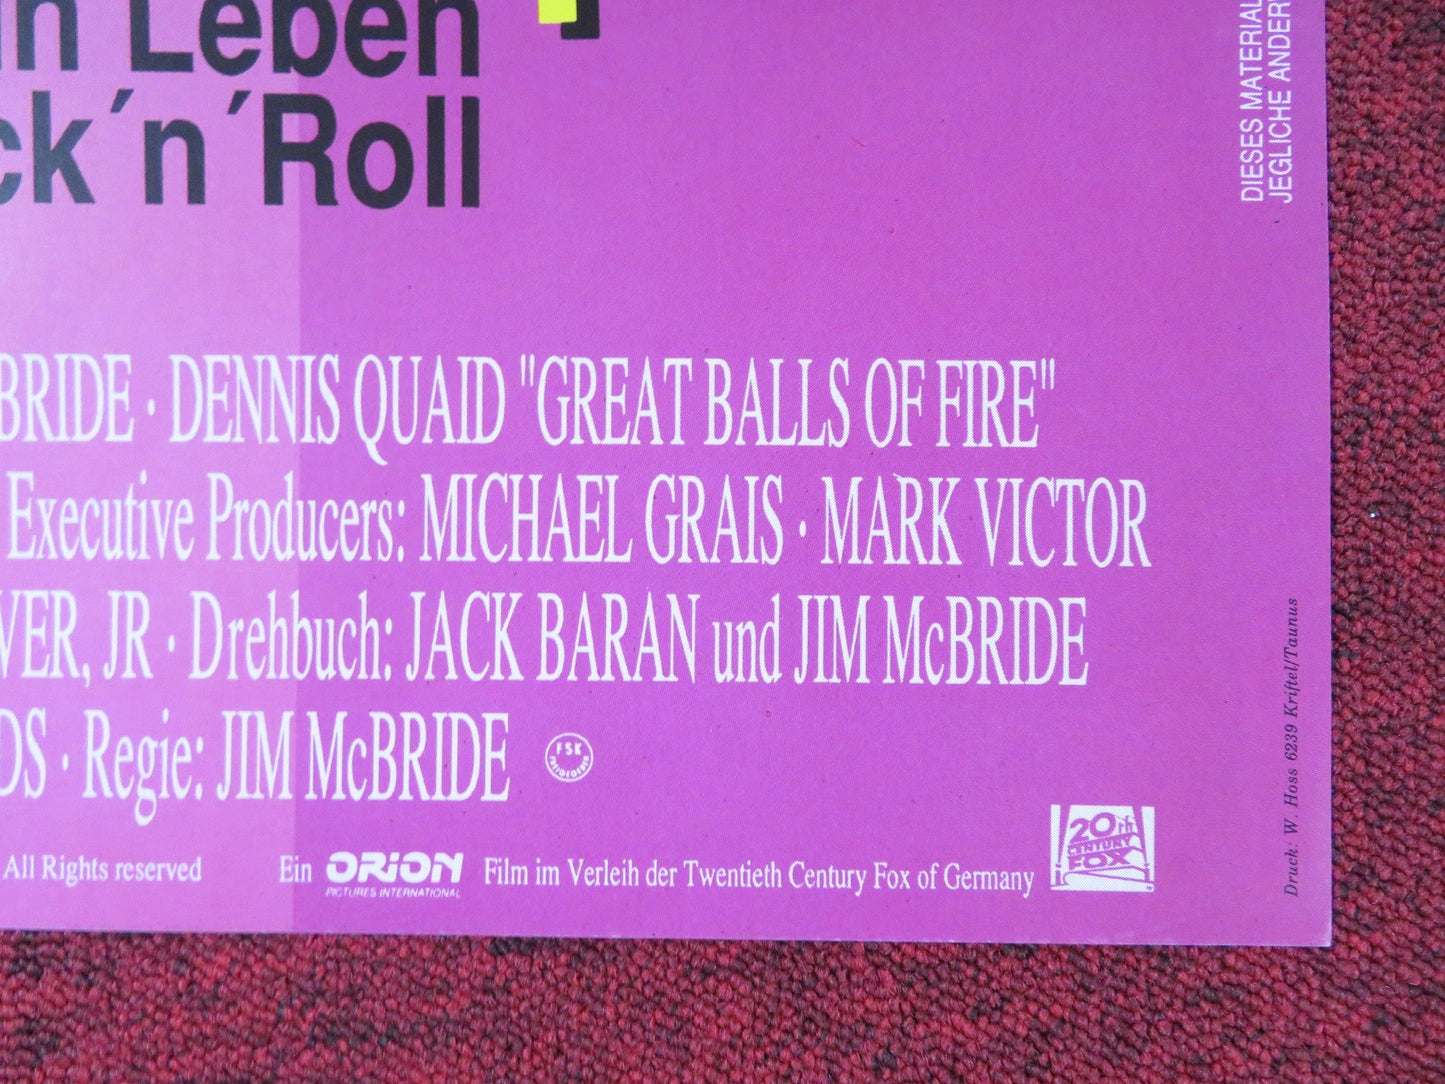 in Leben
ck´n´Roll
BRIDE · DENNIS QUAID "GREAT BALLS OF FIRE"
Executive Producers: MICHAEL GRAIS · MARK VICTOR
VER, JR · Drehbuch: JACK BARAN und JIM McBRIDE
DS · Regie: JIM McBRIDE
FSK
All Rights reserved
Ein ORION Film im Verleih der Twentieth Century Fox of Germany
PICTURES INTERNATIONAL
20th
CENTURY
FOX
DIESES MATERIAL
JEGLICHE ANDER
Druck: W. Hoss 6239 Kriftel/Taunus